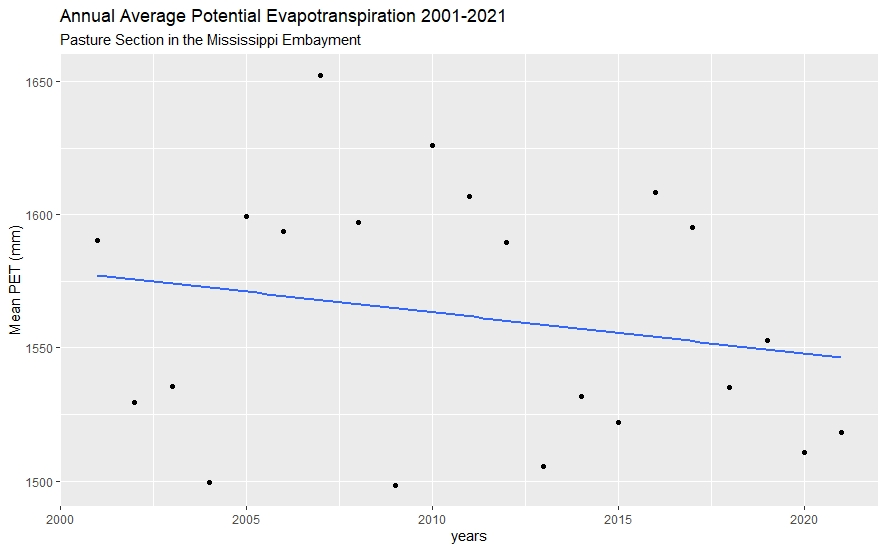 Annual Average Potential Evapotranspiration 2001-2021
Pasture Section in the Mississippi Embayment
Mean PET (mm)
1650
1600
1550
1500
2000
2005
2010
2015
2020
years